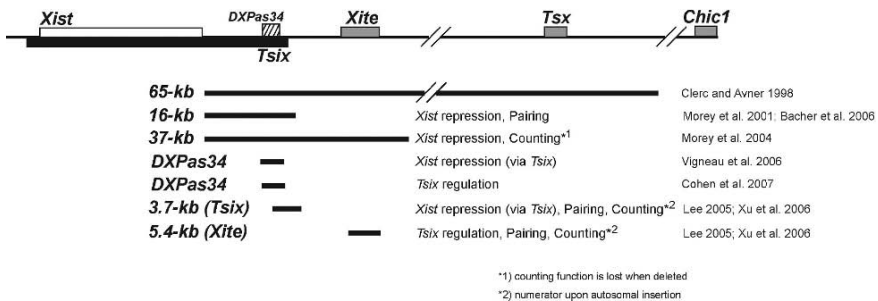 Xist DXPas34 Xite Tsx Chic1
Tsix
65-kb Clerc and Avner 1998
16-kb Xist repression, Pairing Morey et al. 2001; Bacher et al. 2006
37-kb Xist repression, Counting*1 Morey et al. 2004
DXPas34 Xist repression (via Tsix) Vigneau et al. 2006
DXPas34 Tsix regulation Cohen et al. 2007
3.7-kb (Tsix) Xist repression (via Tsix), Pairing, Counting*2 Lee 2005; Xu et al. 2006
5.4-kb (Xite) Tsix regulation, Pairing, Counting*2 Lee 2005; Xu et al. 2006
*1) counting function is lost when deleted
*2) numerator upon autosomal insertion